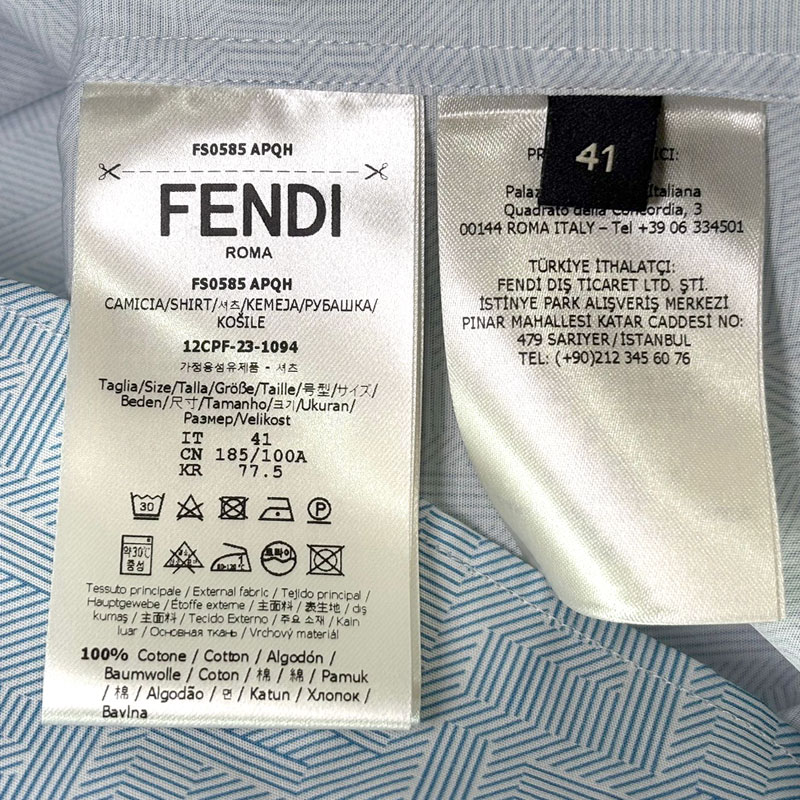 FS0585 APQH
FENDI
ROMA
FS0585 APQH
CAMICIA/SHIRT/셔츠/KEMEJA/РУБАШКА/
KOŠILE
12CPF-23-1094
가정용섬유제품 - 셔츠
Taglia/Size/Talla/Größe/Taille/号型/サイズ/
Beden/尺寸/Tamanho/크기/Ukuran/
Размер/Velikost
IT 41
CN 185/100A
KR 77.5
30
P
약30℃
중성
80-120℃
드라이
Tessuto principale / External fabric / Tejido principal /
Hauptgewebe / Étoffe externe / 主面料 / 表生地 / dış
kumaş / 主面料 / Tecido Externo / 주요 소재 / Kain
luar / Основная ткань / Vrchový materiál
100% Cotone / Cotton / Algodón /
Baumwolle / Coton / 棉 / 綿 / Pamuk
/ 棉 / Algodão / 면 / Katun / Хлопок /
Bavlna
41
Quadrato della Concordia, 3
00144 ROMA ITALY – Tel +39 06 334501
TÜRKİYE İTHALATÇI:
FENDİ DIŞ TİCARET LTD. ŞTİ.
İSTİNYE PARK ALIŞVERİŞ MERKEZİ
PINAR MAHALLESİ KATAR CADDESİ NO:
479 SARIYER/İSTANBUL
TEL: (+90)212 345 60 76